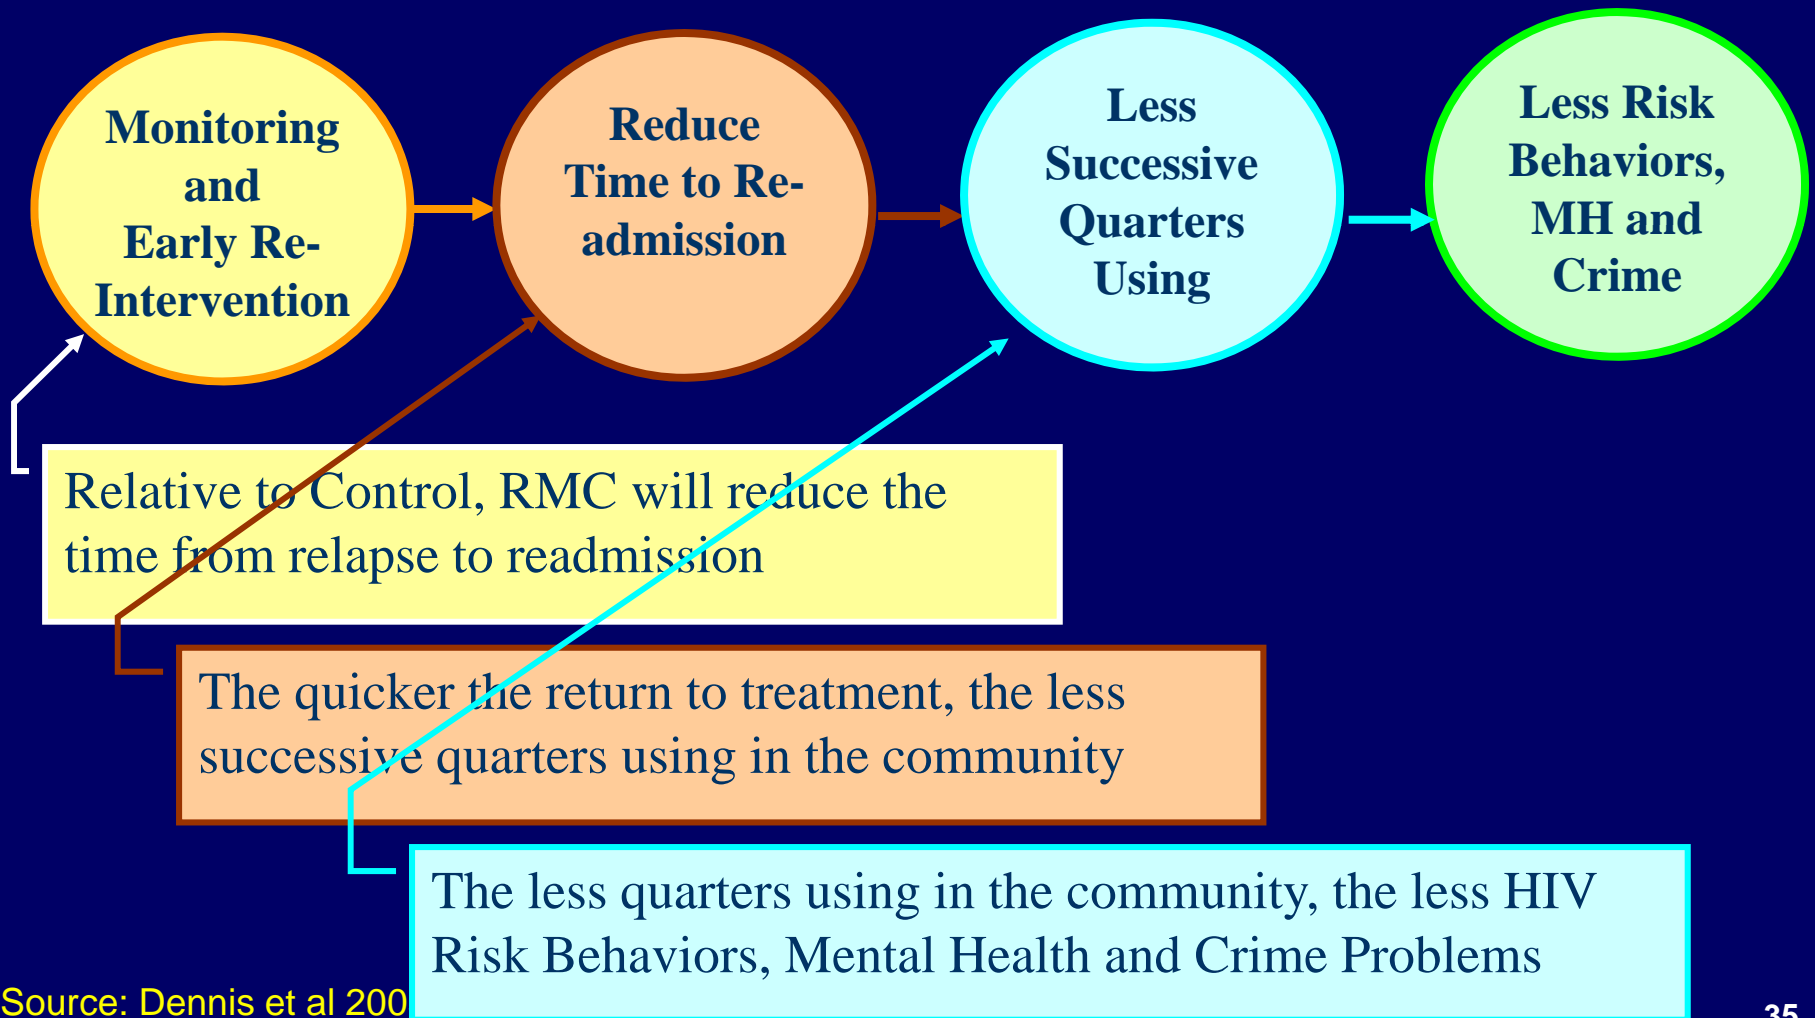 Monitoring
and
Early Re-
Intervention
Reduce
Time to Re-
admission
Less
Successive
Quarters
Using
Less Risk
Behaviors,
MH and
Crime
Relative to Control, RMC will reduce the
time from relapse to readmission
The quicker the return to treatment, the less
successive quarters using in the community
The less quarters using in the community, the less HIV
Risk Behaviors, Mental Health and Crime Problems
Source: Dennis et al 200
35